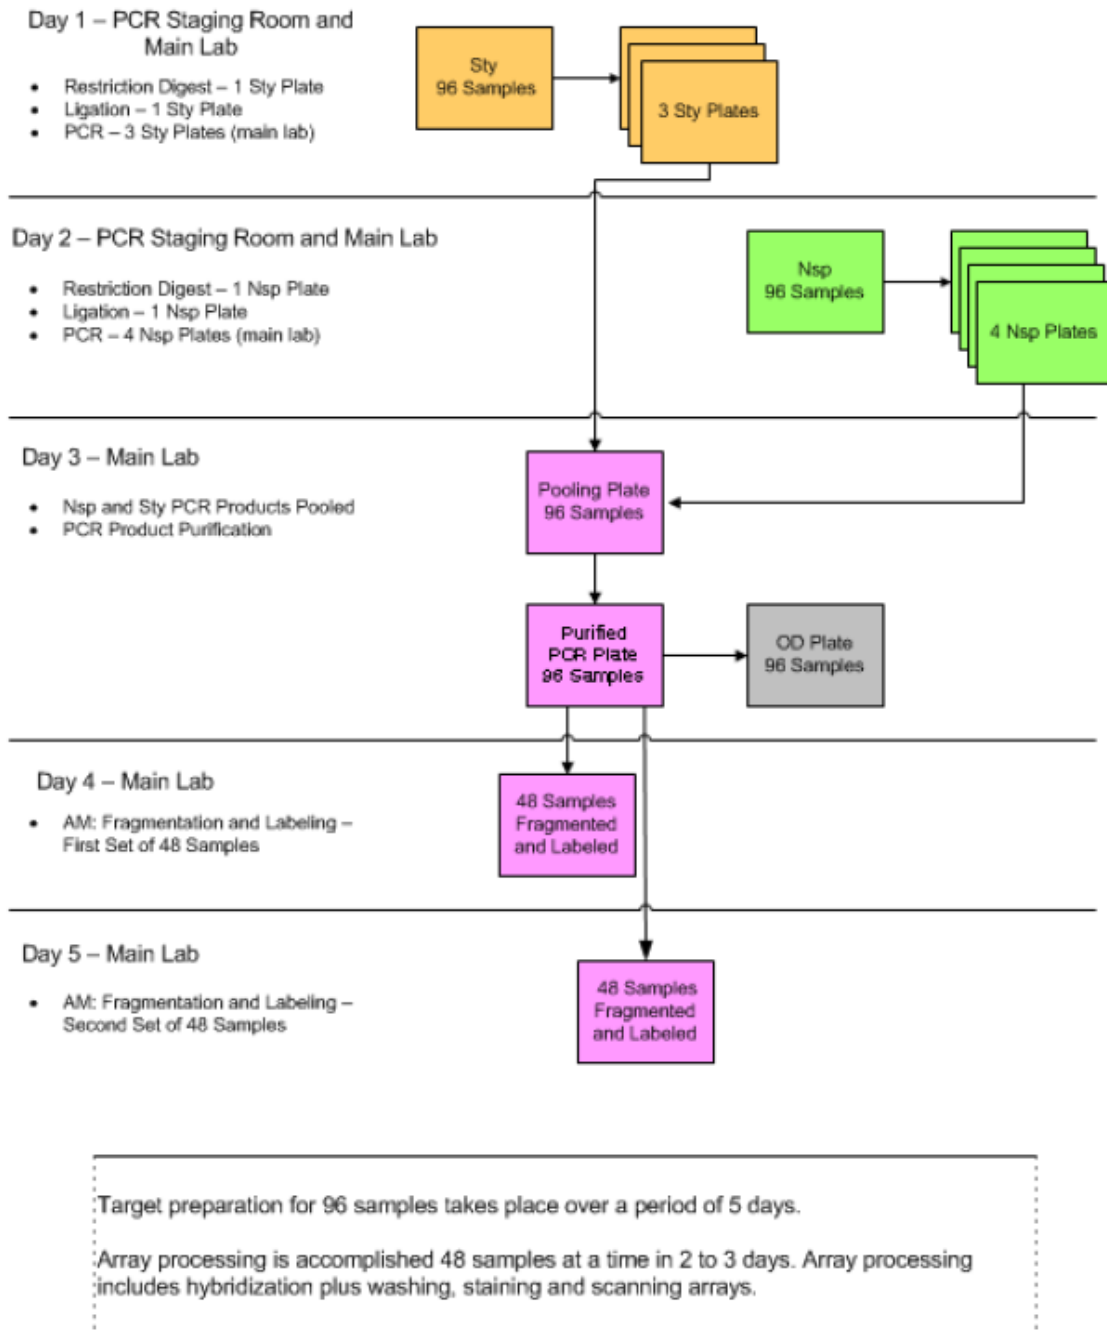 Day 1 – PCR Staging Room and
Main Lab
• Restriction Digest – 1 Sty Plate
• Ligation – 1 Sty Plate
• PCR – 3 Sty Plates (main lab)
Sty
96 Samples
3 Sty Plates
Day 2 – PCR Staging Room and Main Lab
• Restriction Digest – 1 Nsp Plate
• Ligation – 1 Nsp Plate
• PCR – 4 Nsp Plates (main lab)
Nsp
96 Samples
4 Nsp Plates
Day 3 – Main Lab
• Nsp and Sty PCR Products Pooled
• PCR Product Purification
Pooling Plate
96 Samples
Purified
PCR Plate
96 Samples
OD Plate
96 Samples
Day 4 – Main Lab
• AM: Fragmentation and Labeling –
First Set of 48 Samples
48 Samples
Fragmented
and Labeled
Day 5 – Main Lab
• AM: Fragmentation and Labeling –
Second Set of 48 Samples
48 Samples
Fragmented
and Labeled
Target preparation for 96 samples takes place over a period of 5 days.
Array processing is accomplished 48 samples at a time in 2 to 3 days. Array processing
includes hybridization plus washing, staining and scanning arrays.